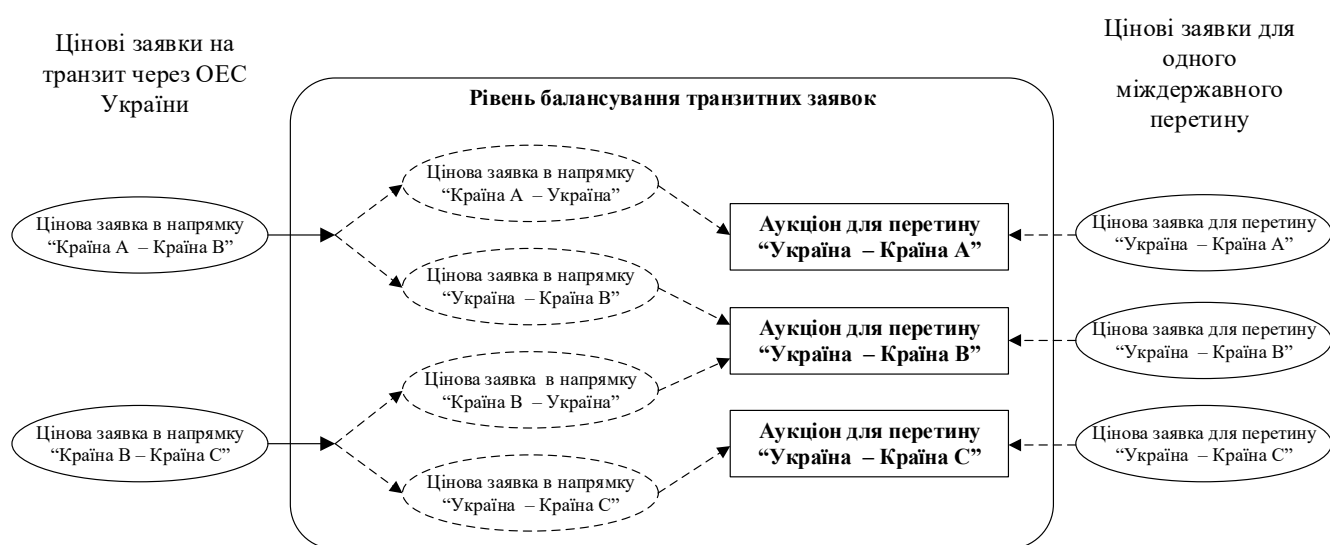 Цінові заявки на
транзит через ОЕС
України
Рівень балансування транзитних заявок
Цінові заявки для
одного
міждержавного
перетину
Цінова заявка в напрямку
“Країна А – Країна В”
Цінова заявка в напрямку
“Країна А – Україна”
Цінова заявка в напрямку
“Україна – Країна В”
Аукціон для перетину
“Україна – Країна А”
Цінова заявка для перетину
“Україна – Країна А”
Аукціон для перетину
“Україна – Країна В”
Цінова заявка для перетину
“Україна – Країна В”
Цінова заявка в напрямку
“Країна В – Країна С”
Цінова заявка в напрямку
“Країна В – Україна”
Цінова заявка в напрямку
“Україна – Країна С”
Аукціон для перетину
“Україна – Країна С”
Цінова заявка для перетину
“Україна – Країна С”